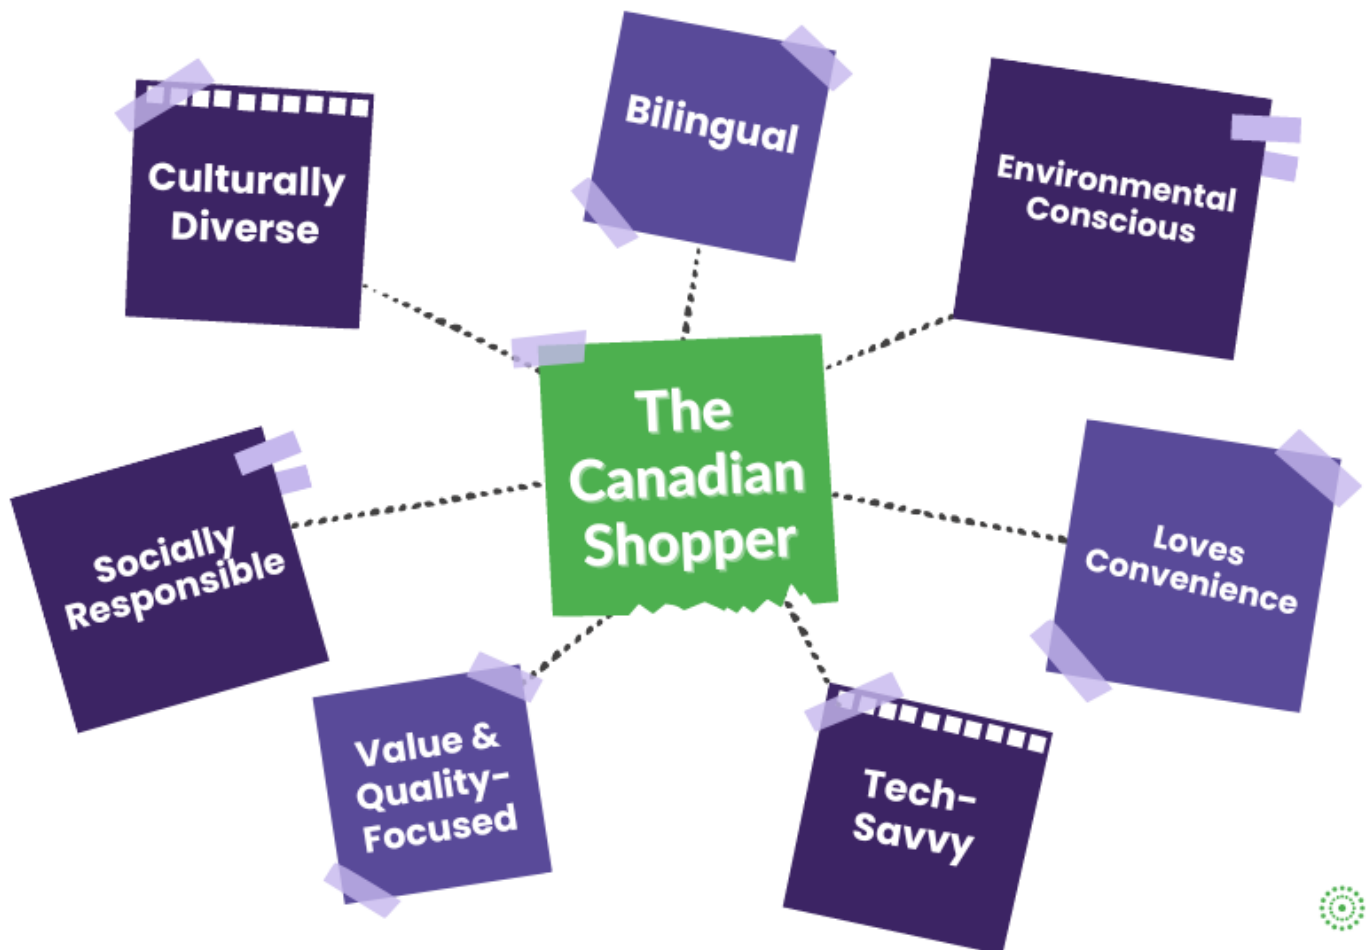 Culturally
Diverse
Bilingual
Environmental
Conscious
The
Canadian
Shopper
Socially
Responsible
Loves
Convenience
Value &
Quality-
Focused
Tech-
Savvy